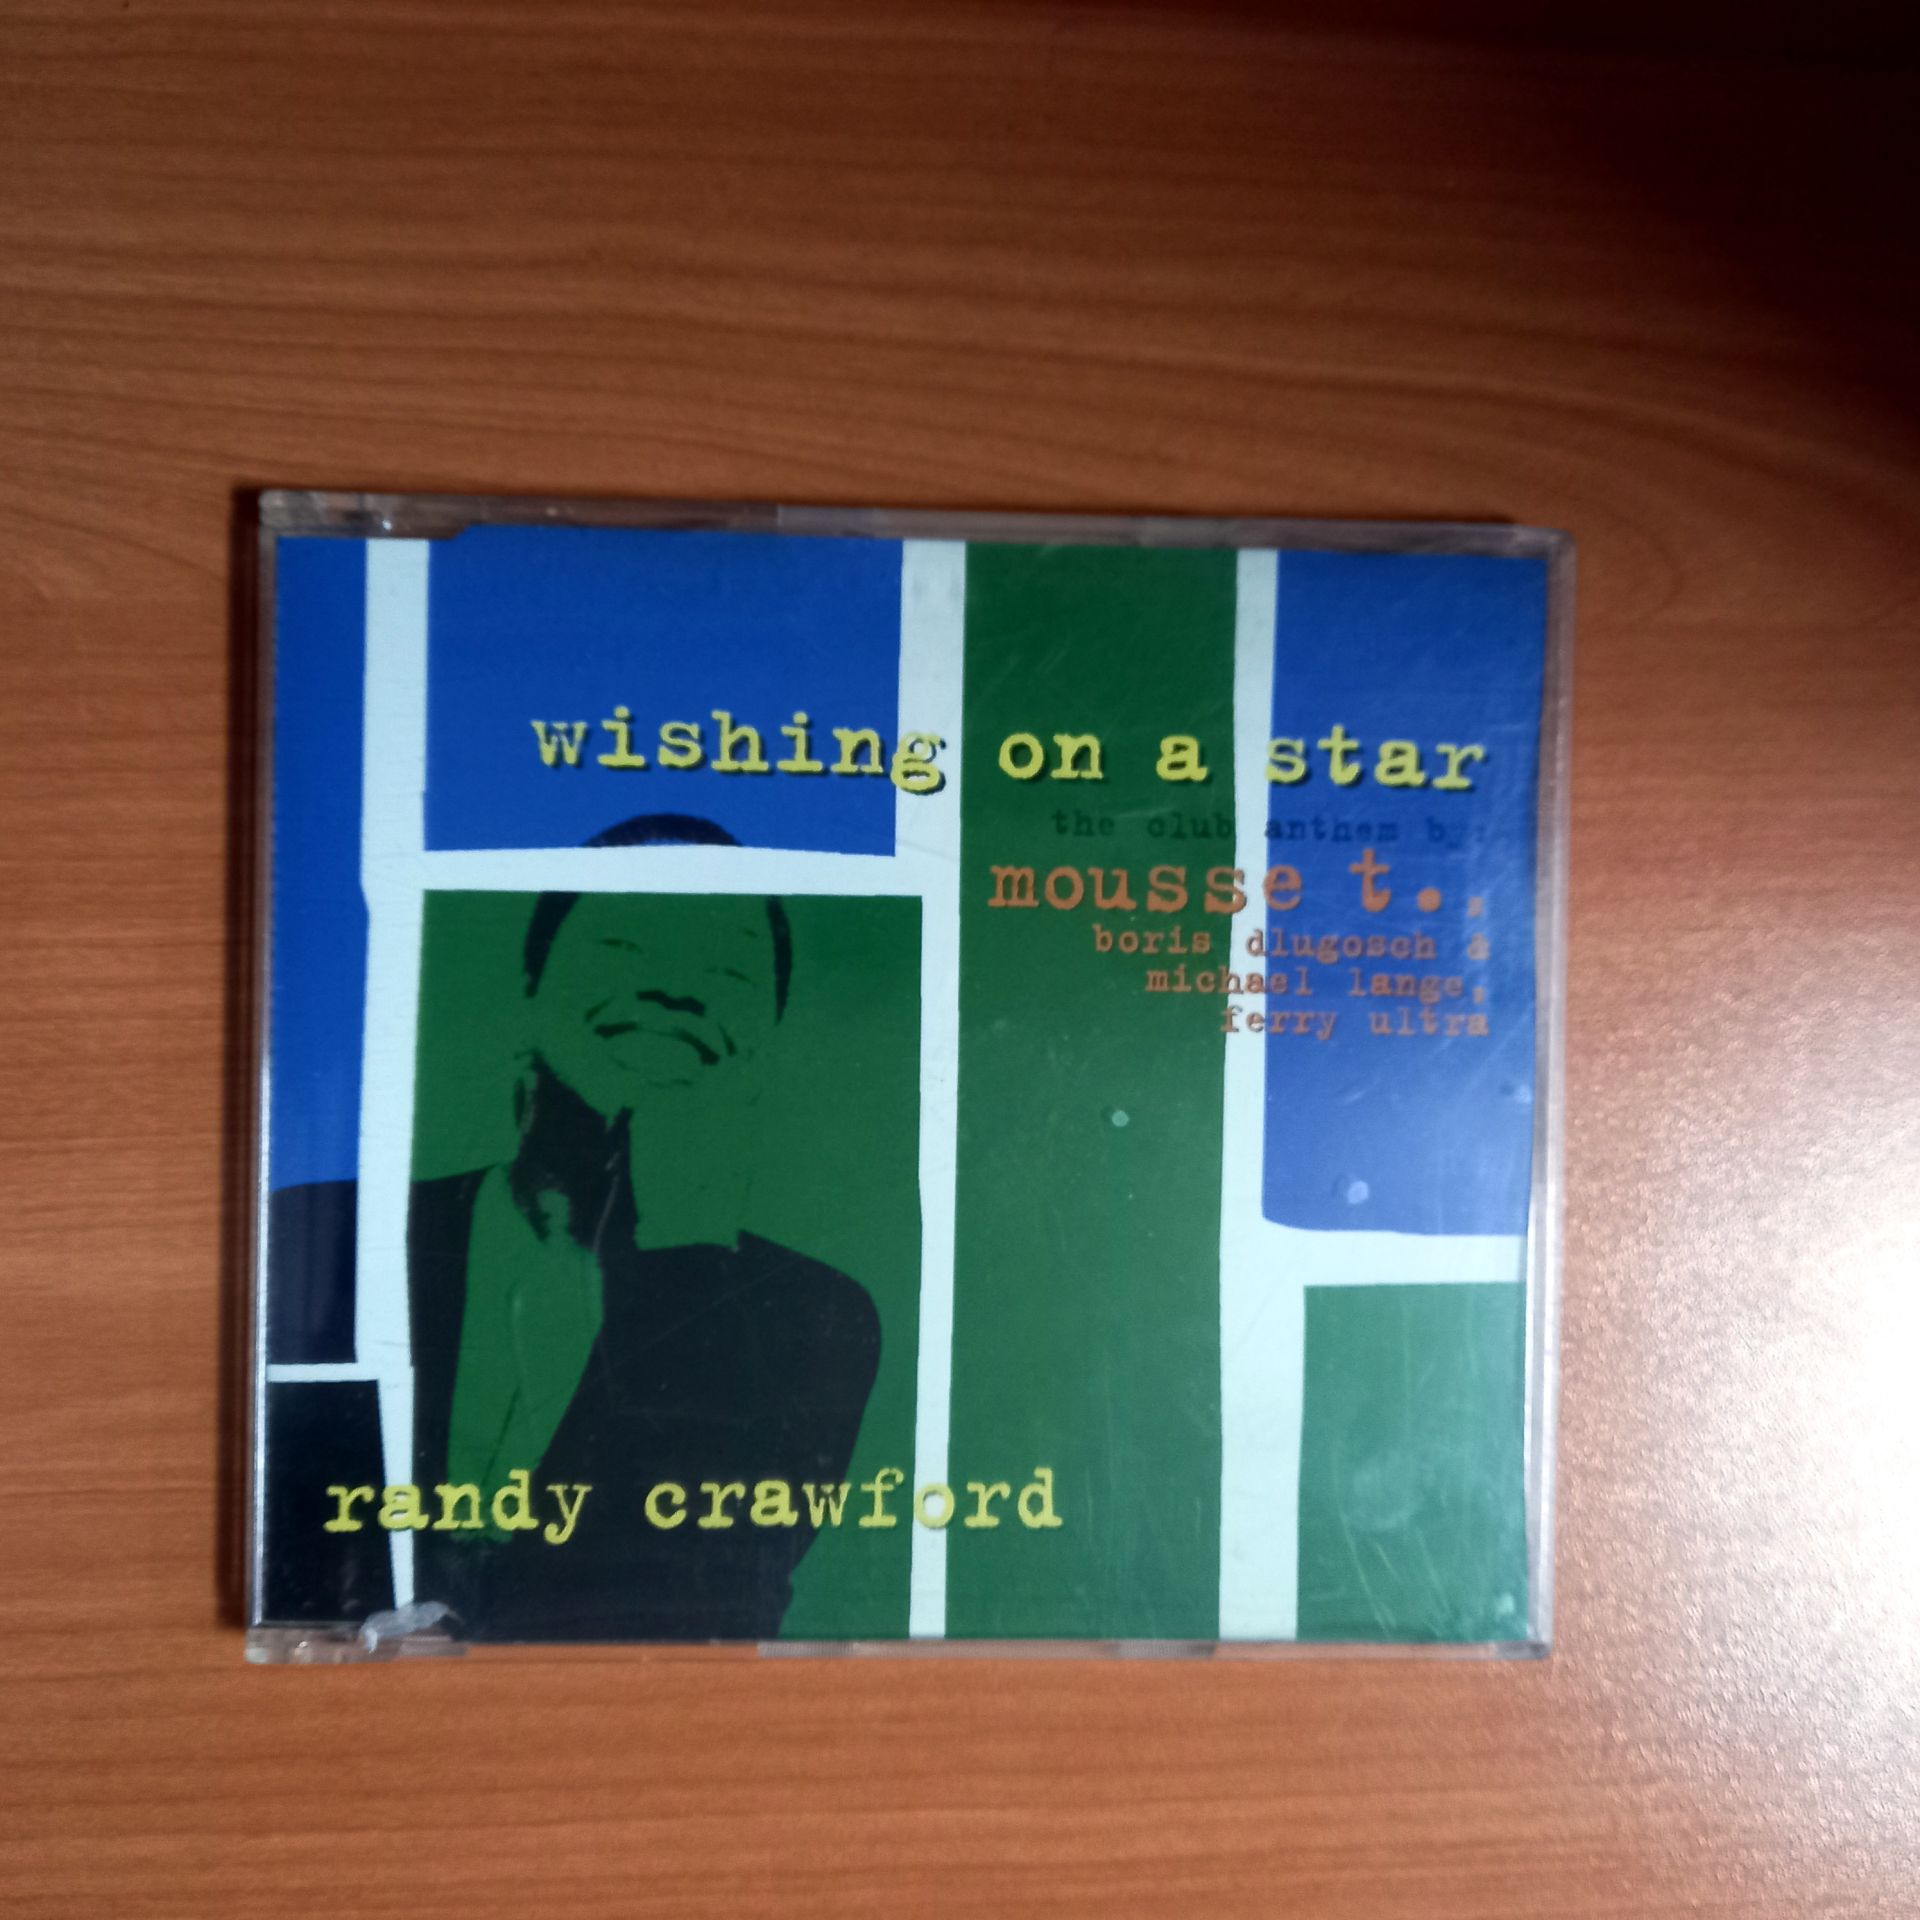 wishing on a star
the club anthem by:
mousse t.,
boris dlugosch &
michael lange,
ferry ultra
randy crawford